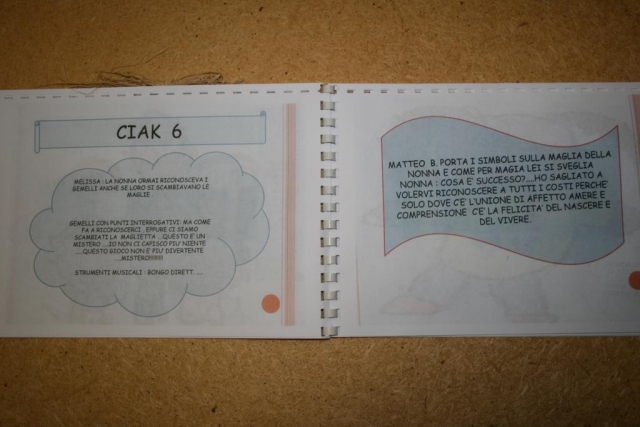 CIAK 6
MELISSA : LA NONNA ORMAI RICONOSCEVA I
GEMELLI ANCHE SE LORO SI SCAMBIAVANO LE
MAGLIE .
GEMELLI CON PUNTI INTERROGATIVI: MA COME
FA A RICONOSCERCI , EPPURE CI SIAMO
SCAMBIATI LA MAGLIETTA ...QUESTO E' UN
MISTERO ....IO NON CI CAPISCO PIU' NIENTE
....QUESTO GIOCO NON E' PIU' DIVERTENTE
....MISTERO!!!!!!!!
STRUMENTI MUSICALI : BONGO DIRETT. ....
MATTEO B. PORTA I SIMBOLI SULLA MAGLIA DELLA
NONNA E COME PER MAGIA LEI SI SVEGLIA
NONNA : COSA E' SUCCESSO?....HO SAGLIATO A
VOLERVI RICONOSCERE A TUTTI I COSTI PERCHE'
SOLO DOVE C'E' L'UNIONE DI AFFETTO AMERE E
COMPRENSIONE C'E' LA FELICITA' DEL NASCERE E
DEL VIVERE.